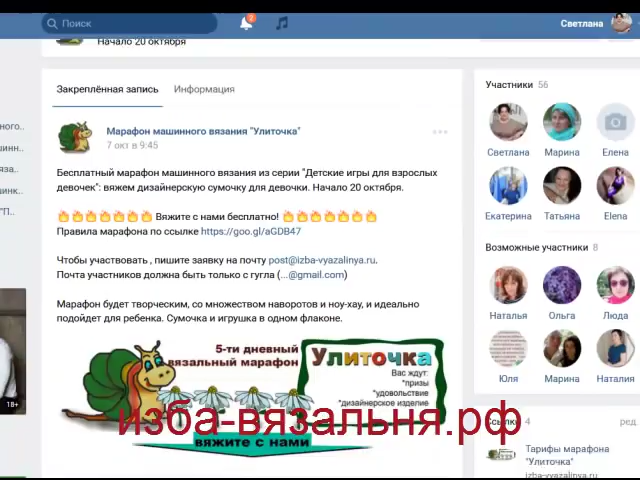 Поиск
2
Светлана
Начало 20 октября
Закреплённая запись
Информация
Участники 56
Марафон машинного вязания "Улиточка"
7 окт в 9:45
Бесплатный марафон машинного вязания из серии "Детские игры для взрослых
девочек": вяжем дизайнерскую сумочку для девочки. Начало 20 октября.
Вяжите с нами бесплатно!
Правила марафона по ссылке https://goo.gl/aGDB47
Чтобы участвовать , пишите заявку на почту post@izba-vyazalinya.ru.
Почта участников должна быть только с гугла (...@gmail.com)
Марафон будет творческим, со множеством наворотов и ноу-хау, и идеально
подойдет для ребенка. Сумочка и игрушка в одном флаконе.
Светлана Марина Елена
Екатерина Татьяна Elena
Возможные участники 8
Наталья Ольга Люда
Юля Марина Наталия
5-ти дневный
вязальный марафон
Улиточка
Вас ждут:
*призы
*удовольствие
*дизайнерское изделие
вяжите с нами
изба-вязальня.рф
Ссылки 4
ред.
Тарифы марафона
"Улиточка"
izba-vyazalinya.ru
ного..
"П..
18+